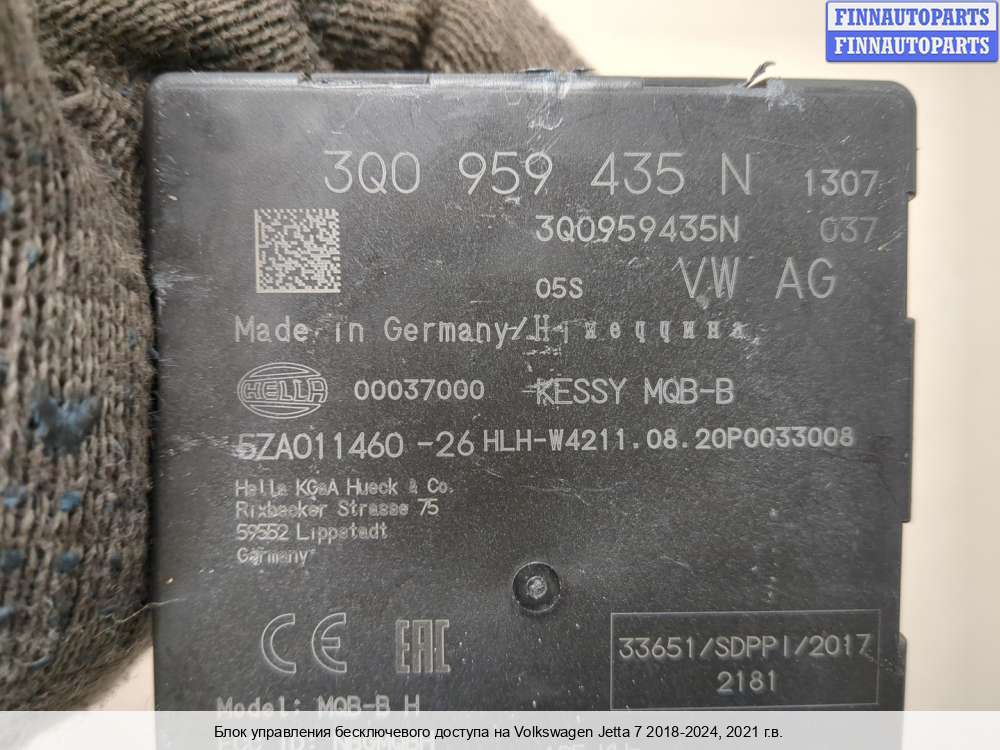 FINNAUTOPARTS
FINNAUTOPARTS
3Q0 959 435 N 1307
3Q0959435N 037
05S VW AG
Made in Germany/Німеччина
HELLA 00037000 KESSY MQB-B
5ZA011460-26 HLH-W4211.08.20P0033008
Hella KGaA Hueck & Co.
Rixbecker Strasse 75
59552 Lippstadt
Germany
CE EAC
33651/SDPPI/2017
2181
Model: MQB-B H
Блок управления бесключевого доступа на Volkswagen Jetta 7 2018-2024, 2021 г.в.